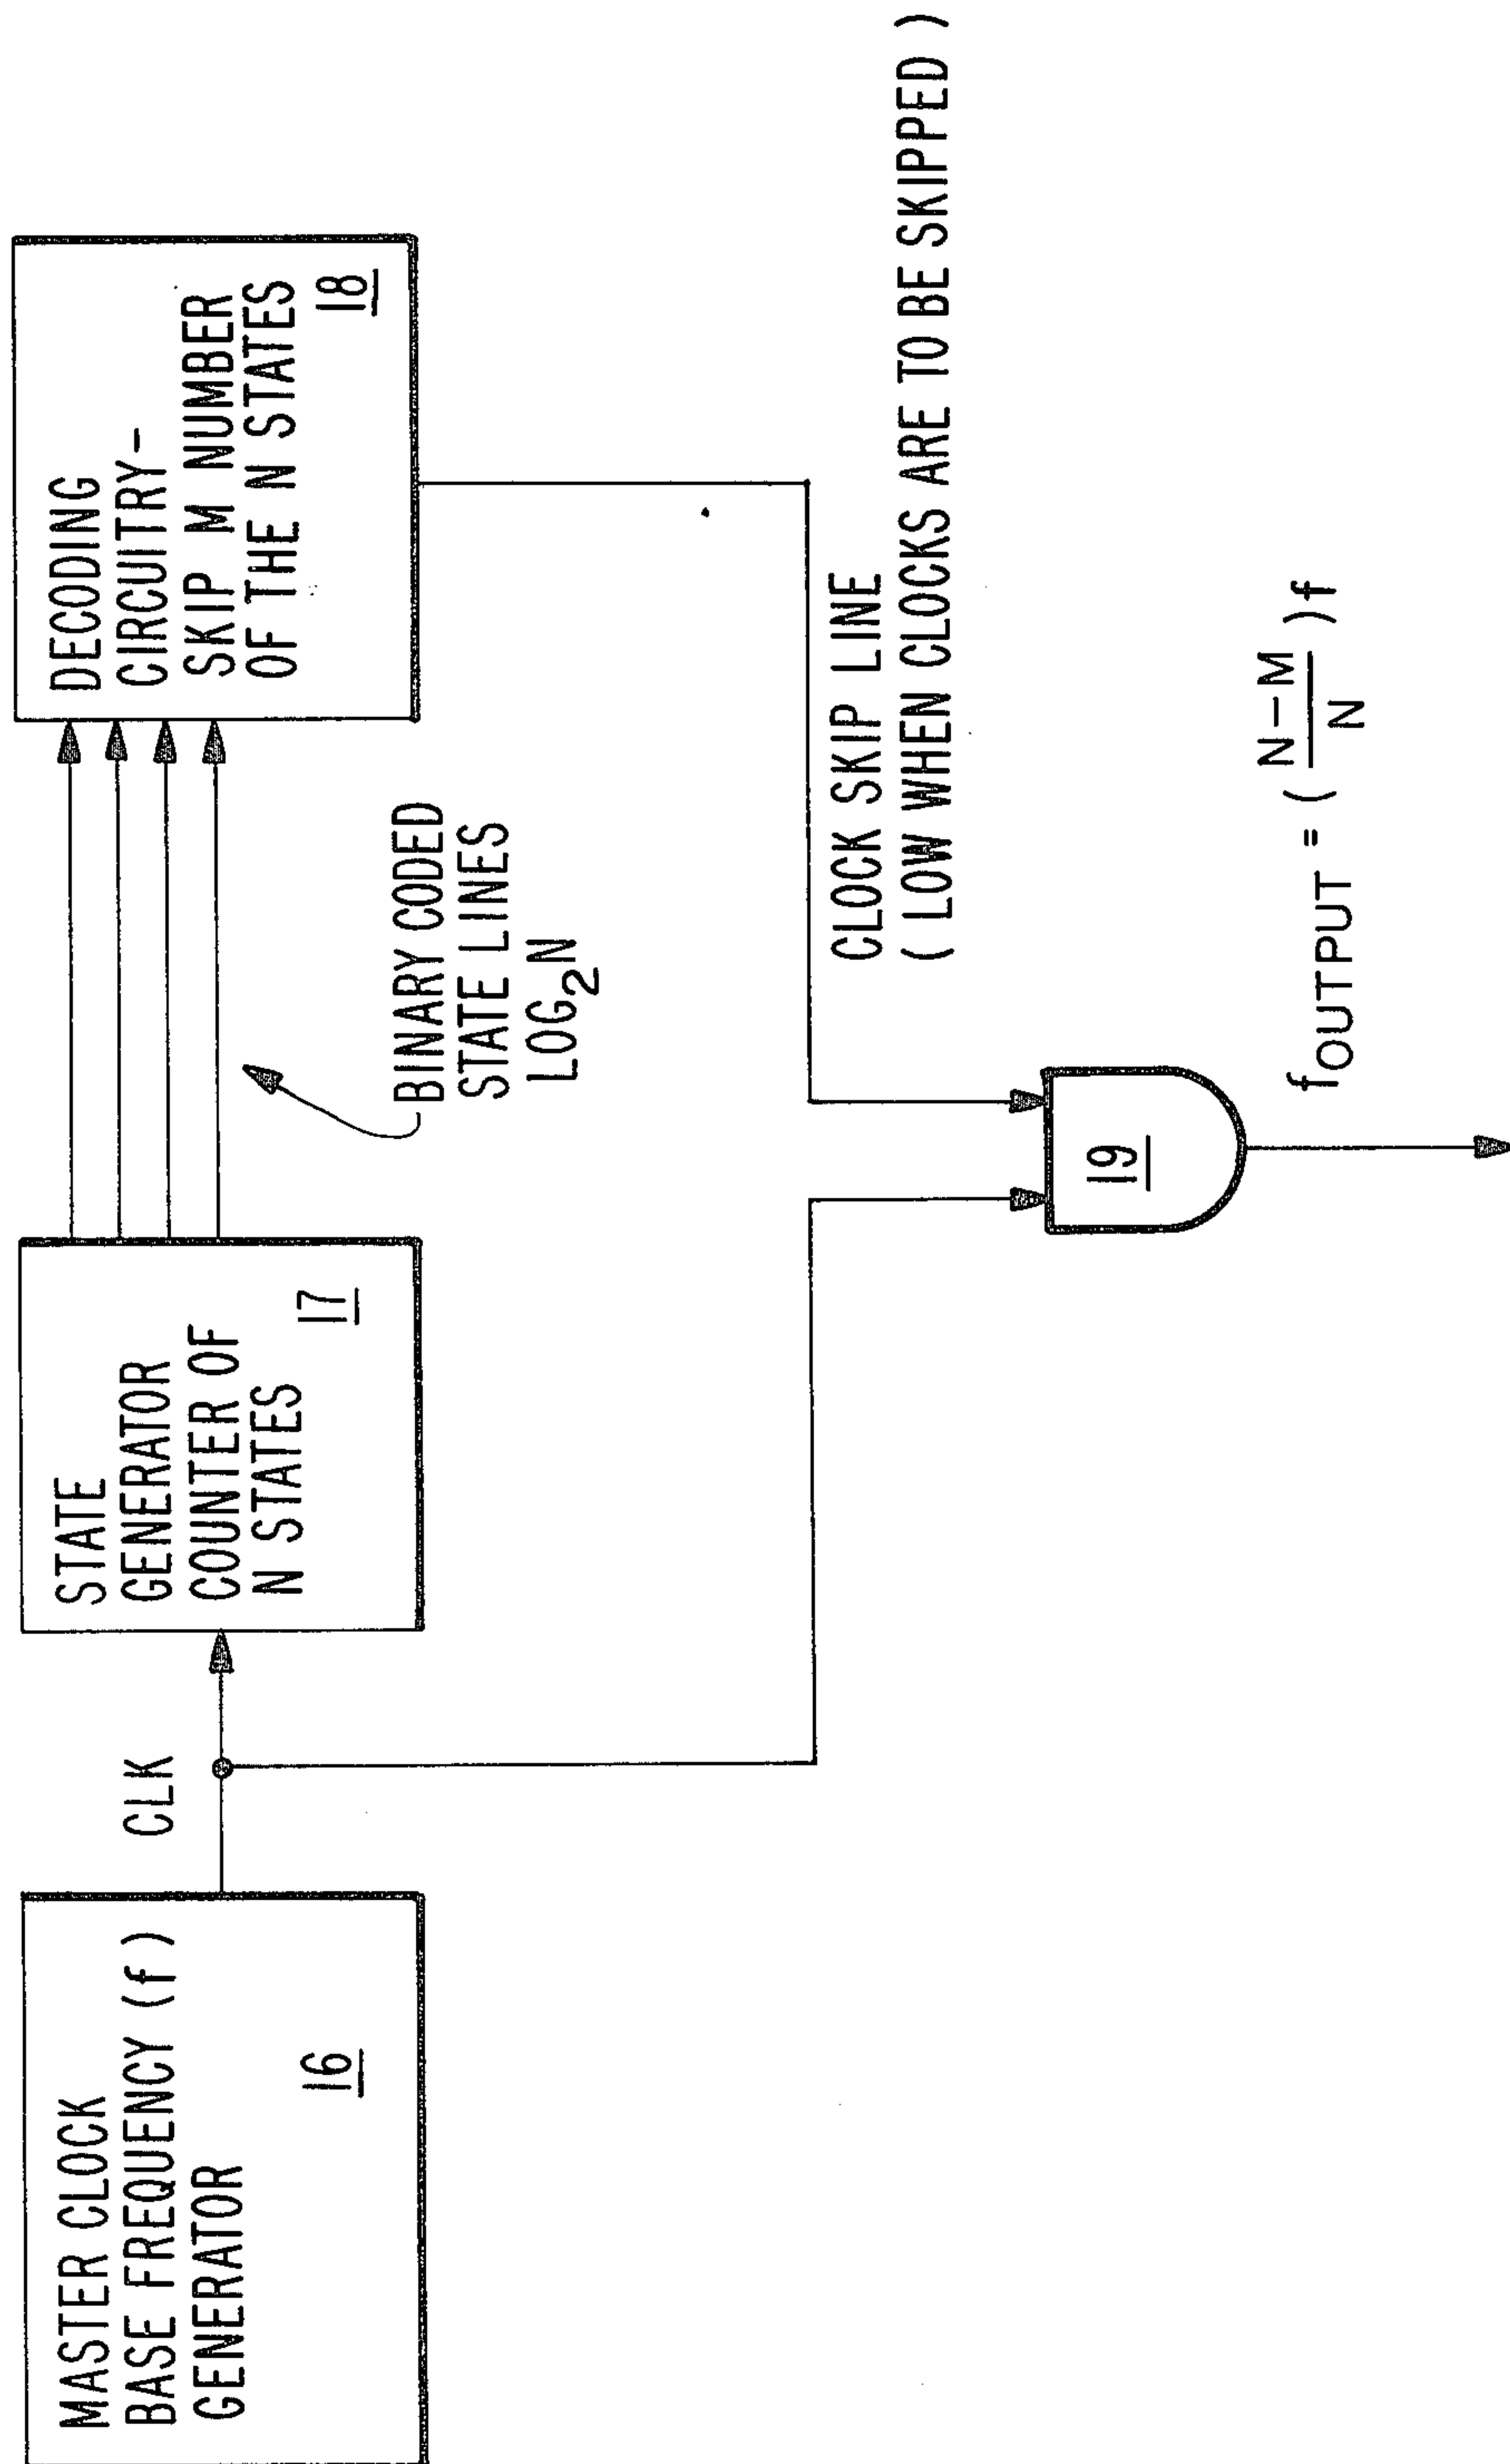 MASTER CLOCK
BASE FREQUENCY (f)
GENERATOR
16
CLK
STATE
GENERATOR
COUNTER OF
N STATES
17
BINARY CODED
STATE LINES
LOG₂N
DECODING
CIRCUITRY-
SKIP M NUMBER
OF THE N STATES
18
CLOCK SKIP LINE
( LOW WHEN CLOCKS ARE TO BE SKIPPED )
19
fOUTPUT = ( N-M / N ) f